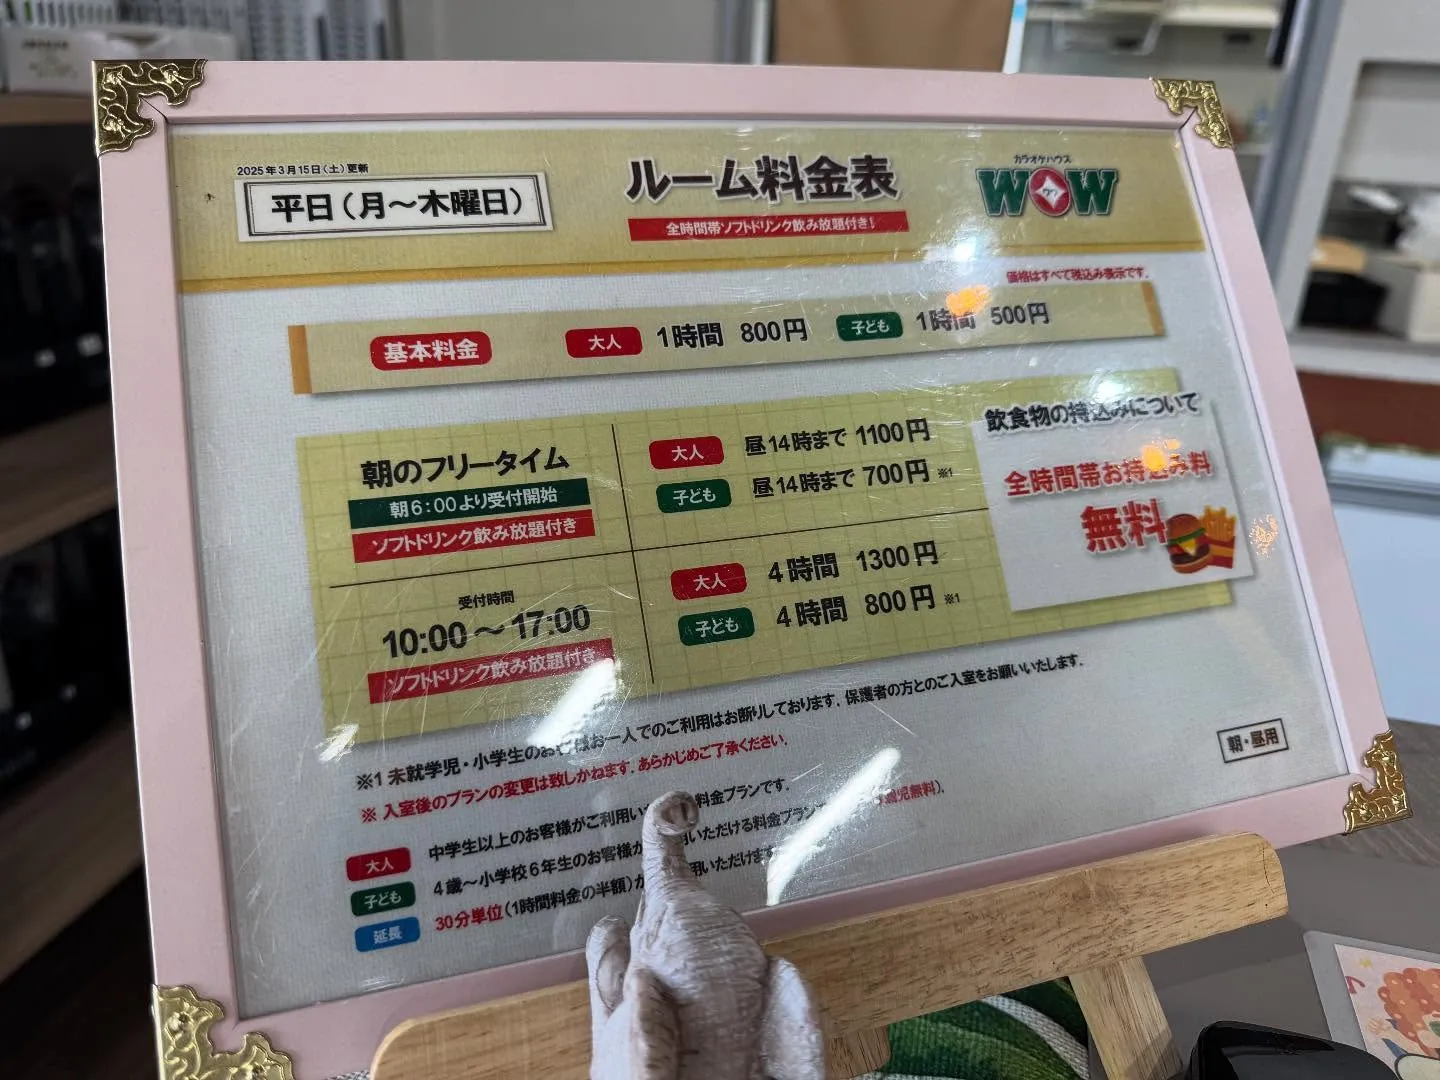 2025年3月15日(土)更新
平日(月～木曜日)
ルーム料金表
全時間帯ソフトドリンク飲み放題付き!
カラオケハウス
WOW
ワウ
価格はすべて税込み表示です。
基本料金 大人 1時間 800円 子ども 1時間 500円
朝のフリータイム
朝6:00より受付開始
ソフトドリンク飲み放題付き
大人 昼14時まで 1100円
子ども 昼14時まで 700円 ※1
受付時間
10:00～17:00
ソフトドリンク飲み放題付き
大人 4時間 1300円
子ども 4時間 800円 ※1
飲食物の持込みについて
全時間帯お持込み料
無料
※1 未就学児・小学生のお客様お一人でのご利用はお断りしております。保護者の方とのご入室をお願いいたします。
※ 入室後のプランの変更は致しかねます。あらかじめご了承ください。
大人 中学生以上のお客様がご利用い 料金プランです。
子ども 4歳～小学校6年生のお客様が 用いただける料金プラン 児無料)。
延長 30分単位(1時間料金の半額)か 用いただけます
朝・昼用